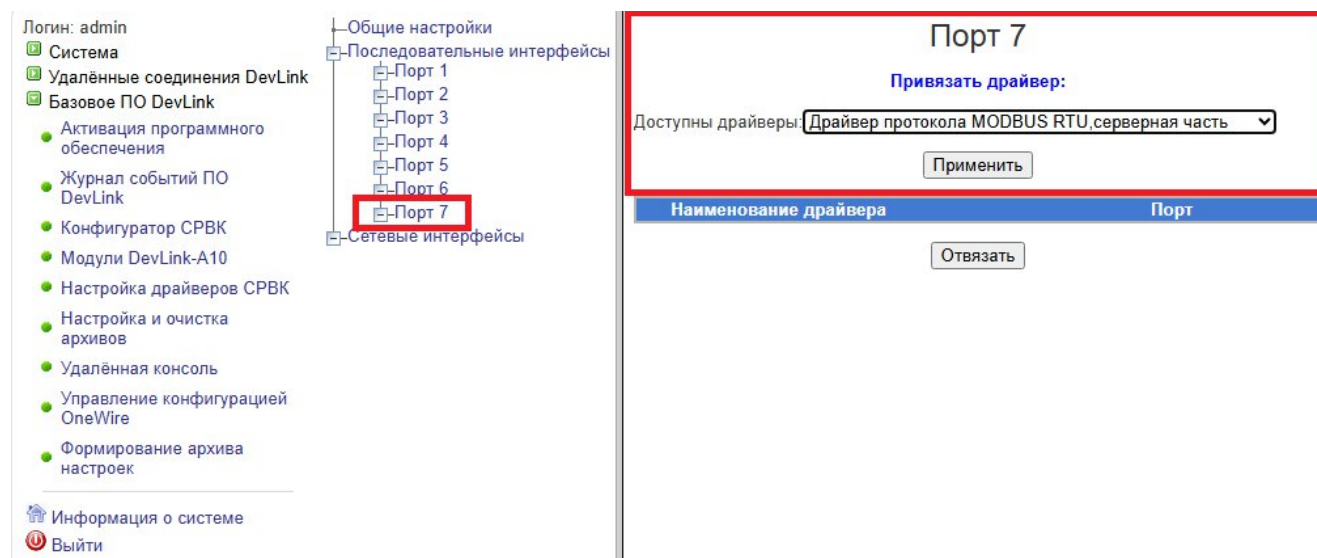 Логин: admin
Система
Удалённые соединения DevLink
Базовое ПО DevLink
Активация программного
обеспечения
Журнал событий ПО
DevLink
Конфигуратор СРВК
Модули DevLink-A10
Настройка драйверов СРВК
Настройка и очистка
архивов
Удалённая консоль
Управление конфигурацией
OneWire
Формирование архива
настроек
Информация о системе
Выйти
Общие настройки
Последовательные интерфейсы
Порт 1
Порт 2
Порт 3
Порт 4
Порт 5
Порт 6
Порт 7
Сетевые интерфейсы
Порт 7
Привязать драйвер:
Доступны драйверы: Драйвер протокола MODBUS RTU,серверная часть
Применить
Наименование драйвера Порт
Отвязать